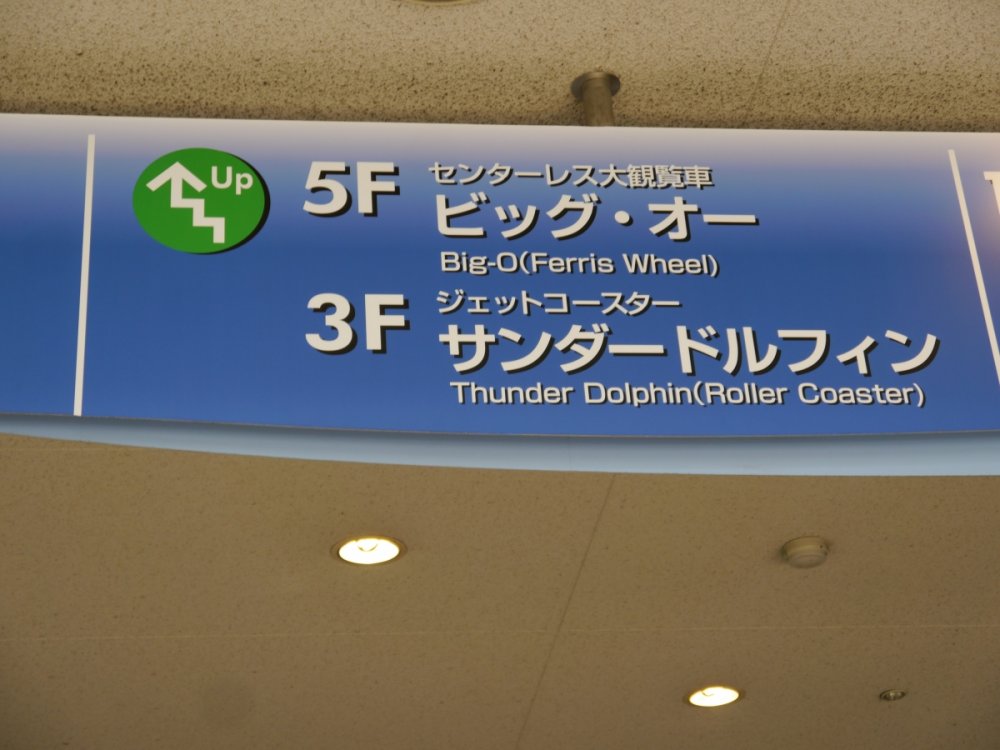 Up
5F
センターレス大観覧車
ビッグ・オー
Big-O(Ferris Wheel)
3F
ジェットコースター
サンダードルフィン
Thunder Dolphin(Roller Coaster)